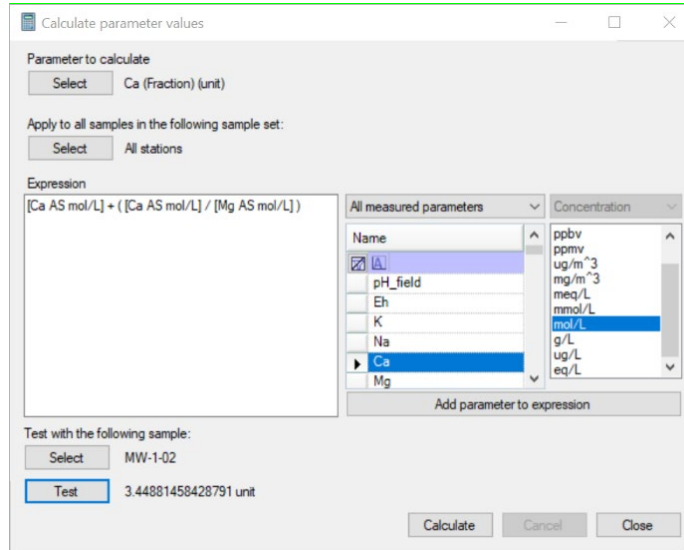 Calculate parameter values
Parameter to calculate
Select Ca (Fraction) (unit)
Apply to all samples in the following sample set:
Select All stations
Expression
[Ca AS mol/L] + ( [Ca AS mol/L] / [Mg AS mol/L] )
All measured parameters Concentration
Name
A
pH_field
Eh
K
Na
Ca
Mg
ppbv
ppmv
ug/m^3
mg/m^3
meq/L
mmol/L
mol/L
g/L
ug/L
eq/L
Add parameter to expression
Test with the following sample:
Select MW-1-02
Test 3.44881458428791 unit
Calculate Cancel Close